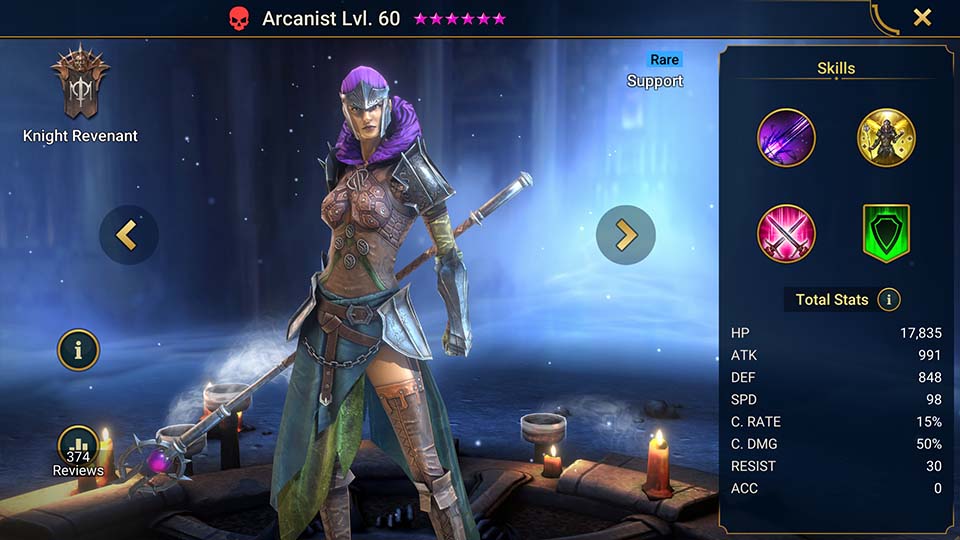 Arcanist Lvl. 60
Knight Revenant
Rare
Support
374
Reviews
Skills
Total Stats
HP 17,835
ATK 991
DEF 848
SPD 98
C. RATE 15%
C. DMG 50%
RESIST 30
ACC 0